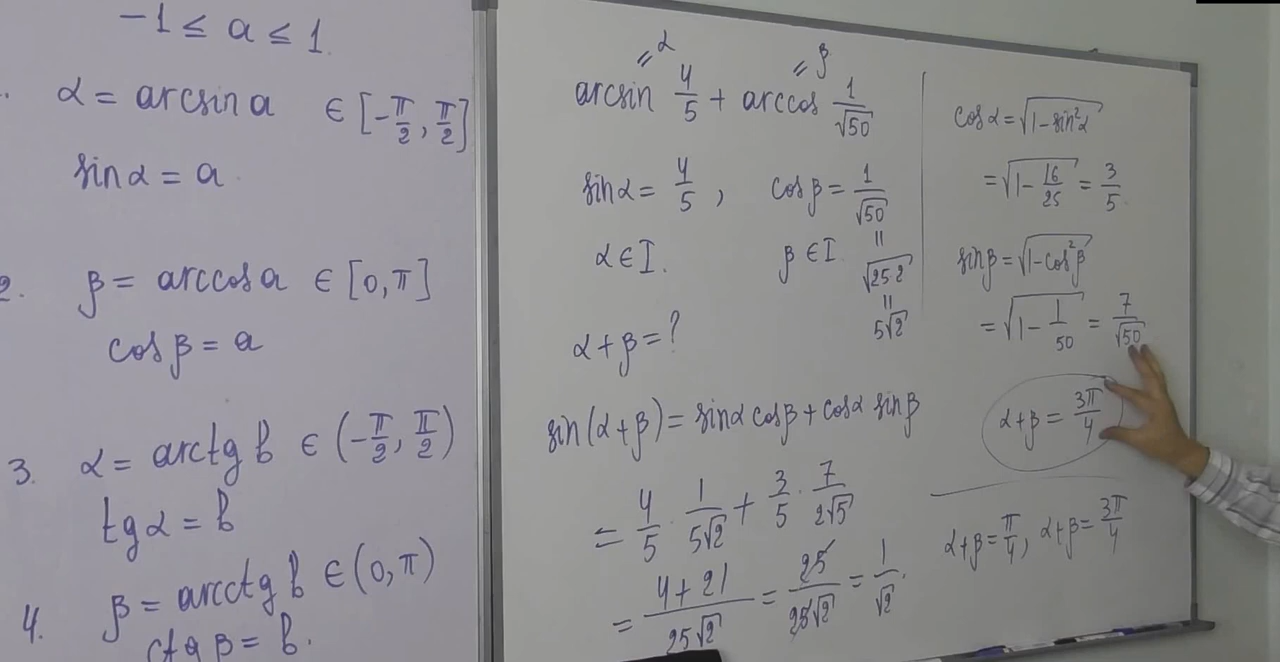 -1 ≤ a ≤ 1.
α = arcsin a ∈ [-π/2, π/2]
sin α = a
2. β = arccos a ∈ [0, π]
cos β = a
3. α = arctg b ∈ (-π/2, π/2)
tg α = b
4. β = arcctg b ∈ (0, π)
ctg β = b.
= α = β
arcsin 4/5 + arccos 1/√50
sin α = 4/5, cos β = 1/√50
α ∈ I. β ∈ I. = √25·2
= 5√2
α + β = ?
sin(α + β) = sin α cos β + cos α sin β
= 4/5 · 1/5√2 + 3/5 · 7/2√5
= 4 + 21/25√2 = 25/25√2 = 1/√2.
cos α = √1 - sin²α
= √1 - 16/25 = 3/5.
sin β = √1 - cos²β
= √1 - 1/50 = 7/√50
α + β = 3π/4
α + β = π/4, α + β = 3π/4